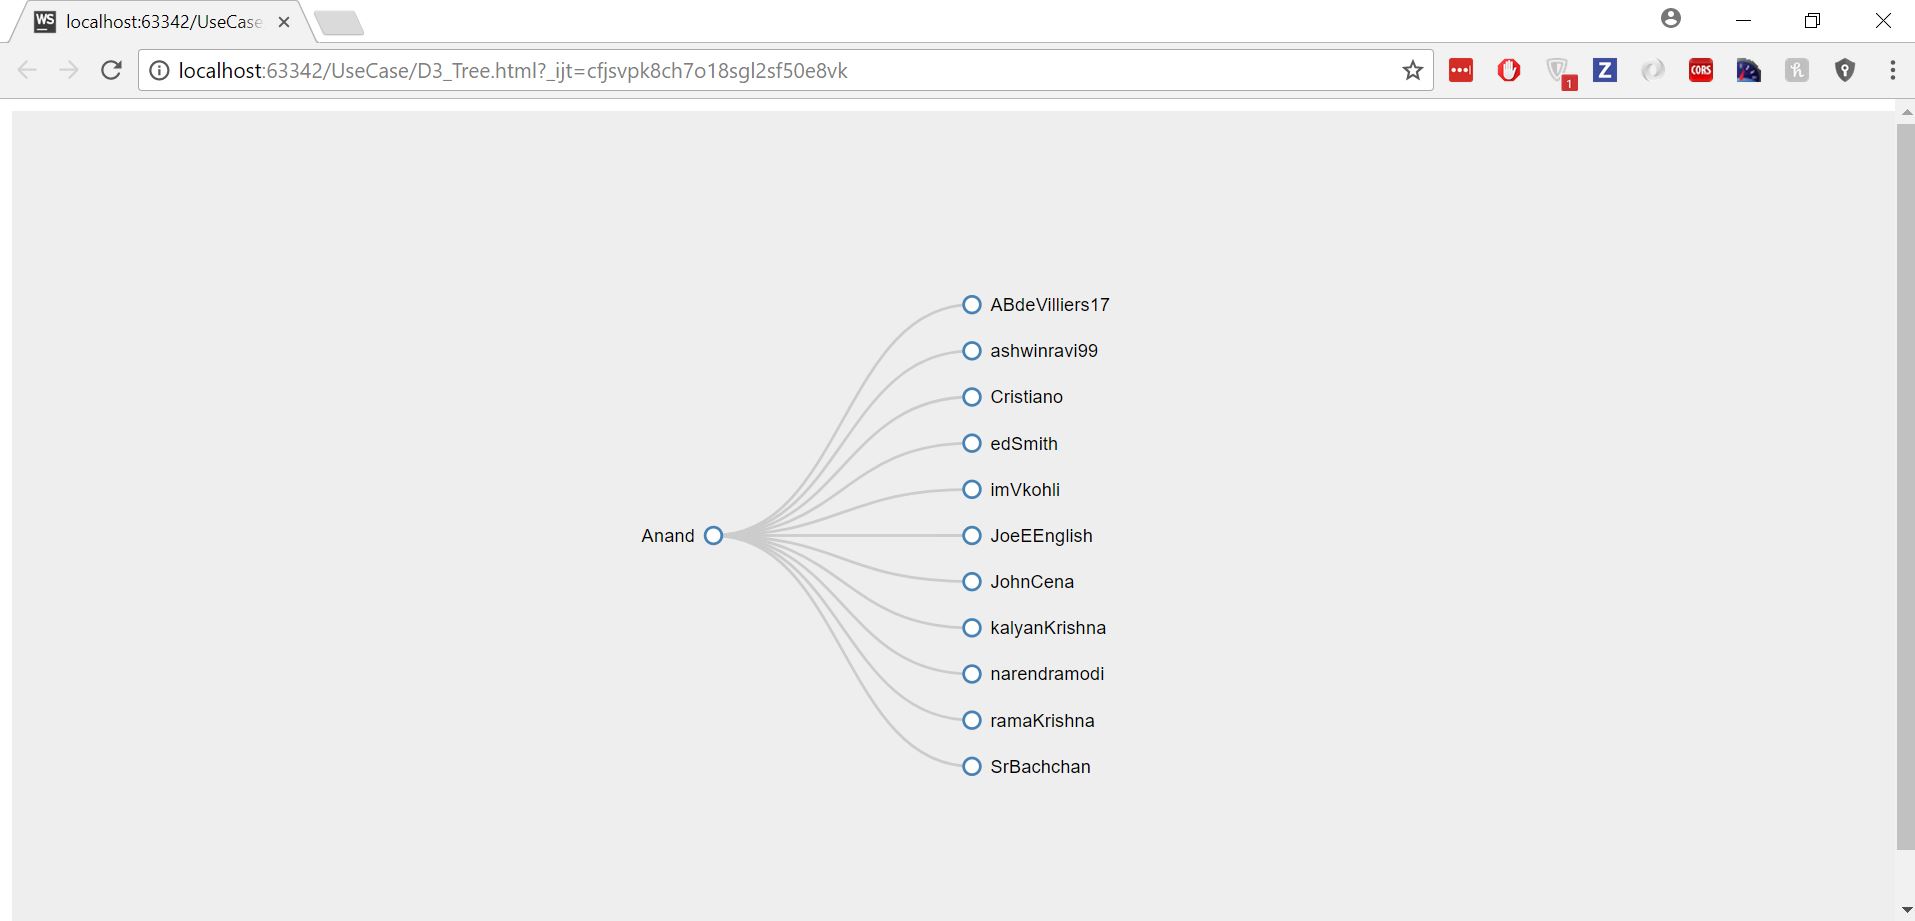 WS localhost:63342/UseCase
localhost:63342/UseCase/D3_Tree.html?_ijt=cfjsvpk8ch7o18sgl2sf50e8vk
1
Z
CORS
h
ABdeVilliers17
ashwinravi99
Cristiano
edSmith
imVkohli
Anand
JoeEEnglish
JohnCena
kalyanKrishna
narendramodi
ramaKrishna
SrBachchan